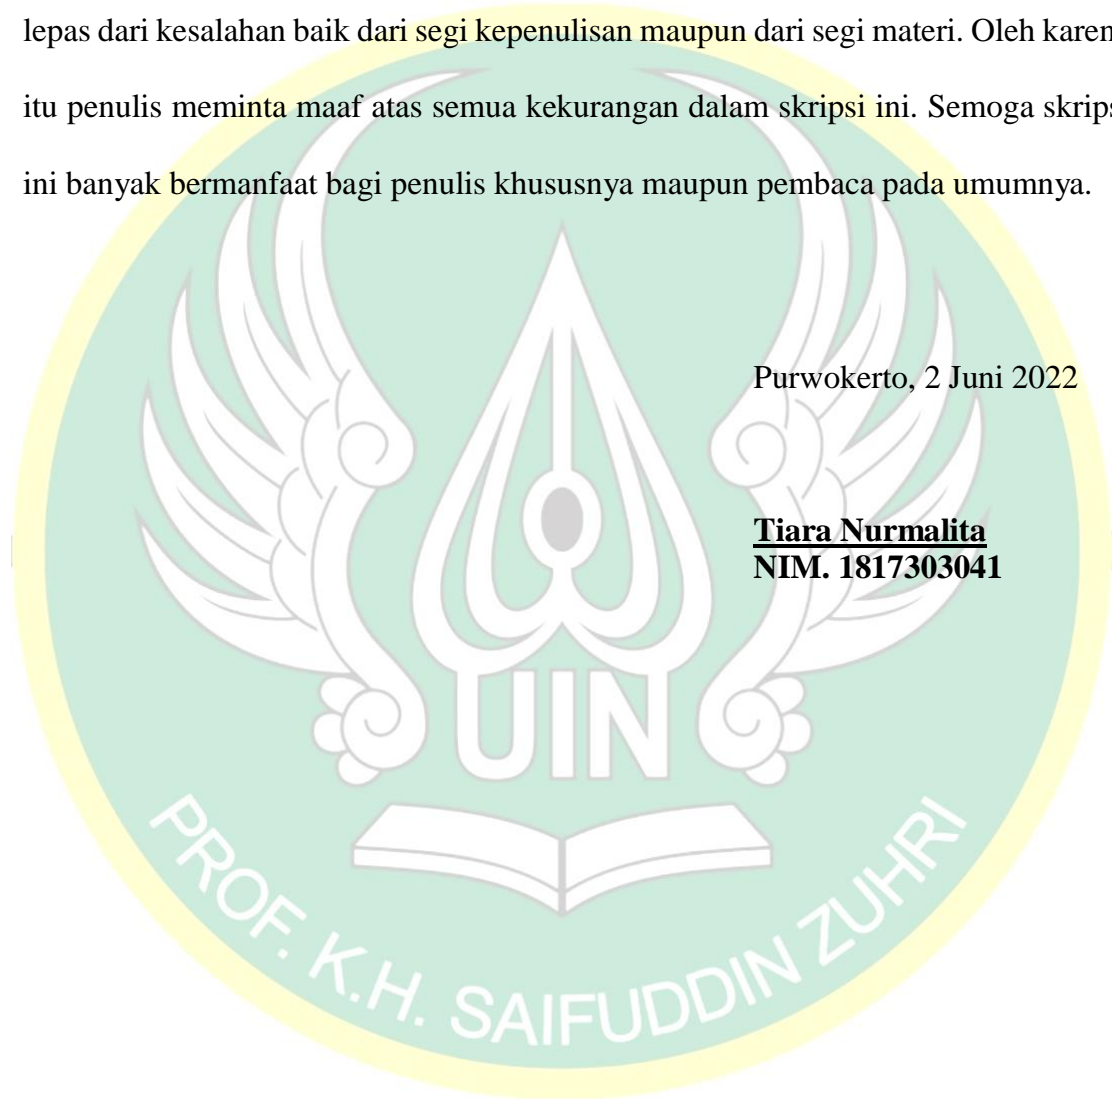 lepas dari kesalahan baik dari segi kepenulisan maupun dari segi materi. Oleh karen
itu penulis meminta maaf atas semua kekurangan dalam skripsi ini. Semoga skrips
ini banyak bermanfaat bagi penulis khususnya maupun pembaca pada umumnya.
Purwokerto, 2 Juni 2022
Tiara Nurmalita
NIM. 1817303041
UIN
PROF. K.H. SAIFUDDIN ZUHRI